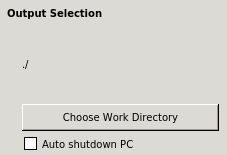 Output Selection
./
Choose Work Directory
Auto shutdown PC